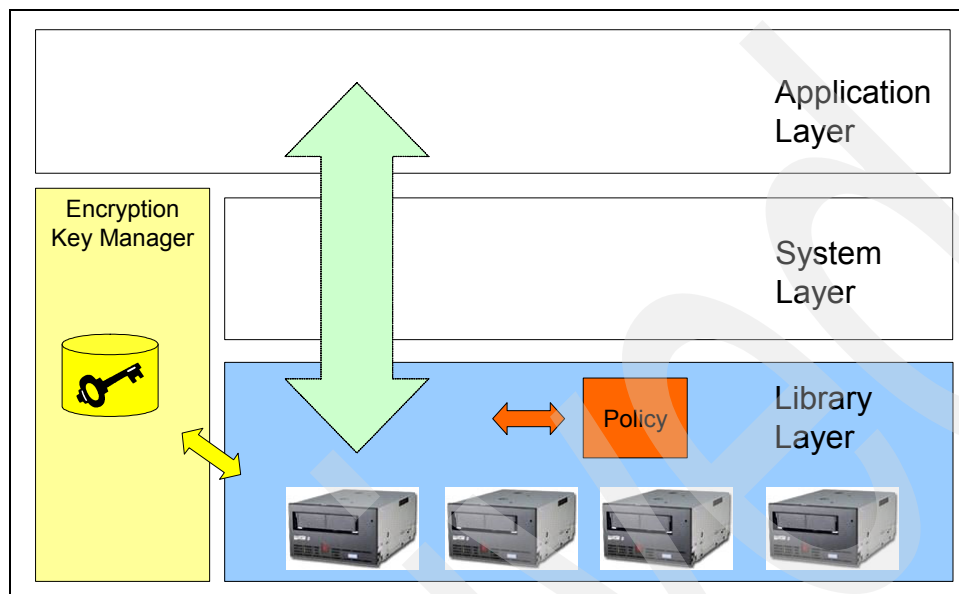 Application
Layer
Encryption
Key Manager
System
Layer
Library
Layer
Policy